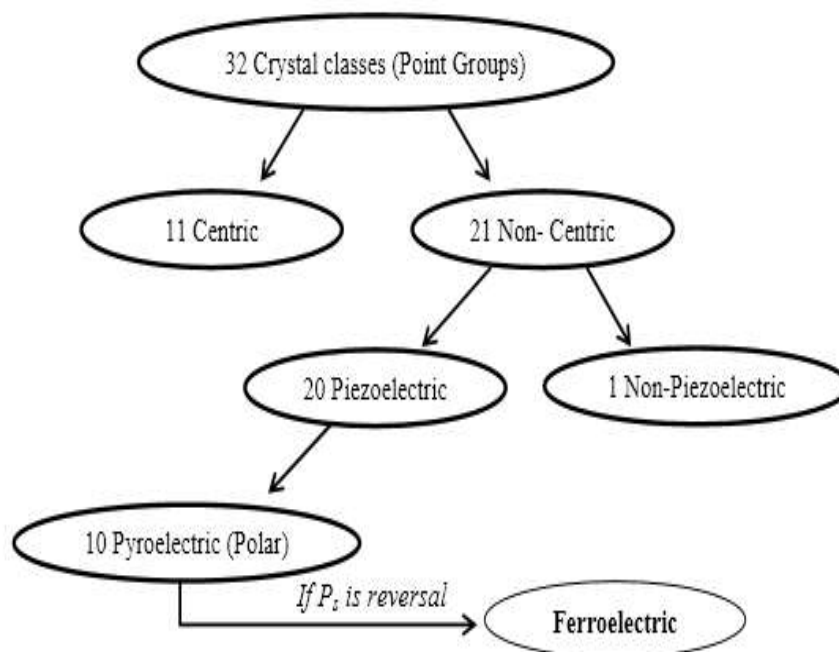 32 Crystal classes (Point Groups)
11 Centric
21 Non- Centric
20 Piezoelectric
1 Non-Piezoelectric
10 Pyroelectric (Polar)
If Ps is reversal
Ferroelectric